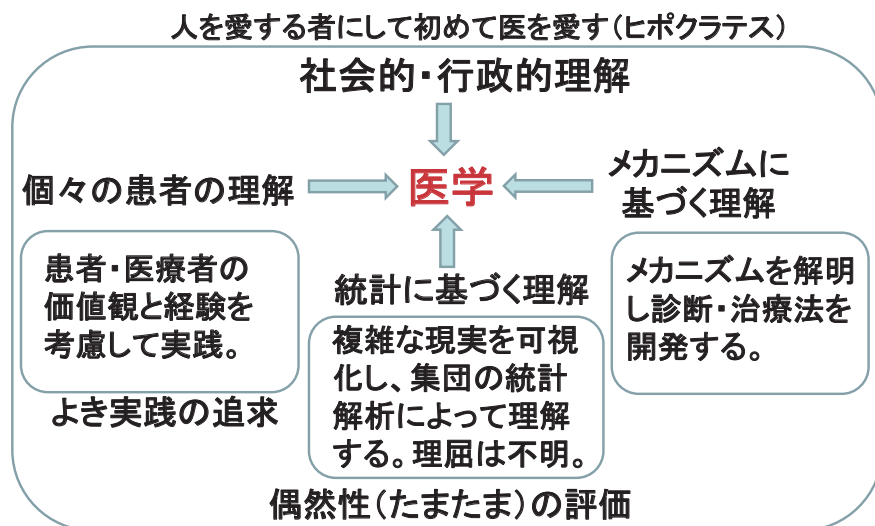 人を愛する者にして初めて医を愛す(ヒポクラテス)
社会的・行政的理解
個々の患者の理解
医学
メカニズムに
基づく理解
患者・医療者の
価値観と経験を
考慮して実践。
よき実践の追求
統計に基づく理解
複雑な現実を可視
化し、集団の統計
解析によって理解
する。理屈は不明。
メカニズムを解明
し診断・治療法を
開発する。
偶然性(たまたま)の評価